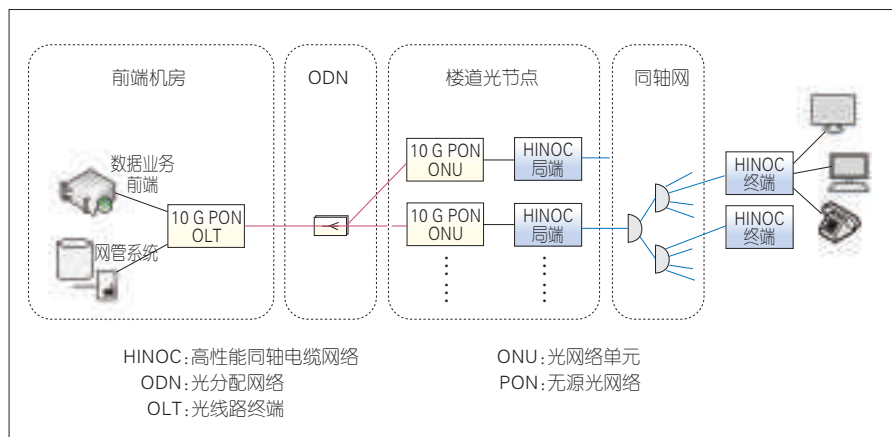 前端机房
ODN
楼道光节点
同轴网
数据业务
前端
网管系统
10 G PON
OLT
10 G PON
ONU
HINOC
局端
10 G PON
ONU
HINOC
局端
HINOC
终端
HINOC
终端
HINOC:高性能同轴电缆网络
ODN:光分配网络
OLT:光线路终端
ONU:光网络单元
PON:无源光网络